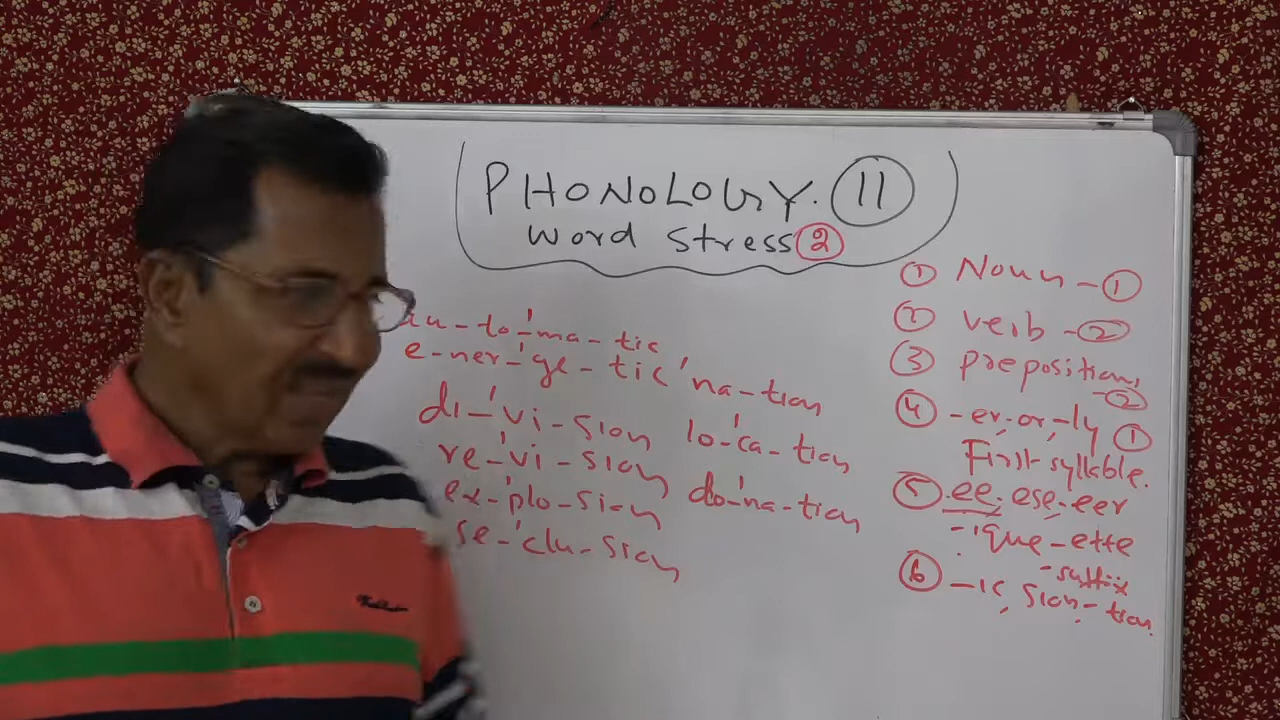 PHONOLOGY. 11
Word stress 2
au-to-'ma-tic
e-ner-'ge-tic 'na-tion
di-'vi-sion lo-'ca-tion
re-'vi-sion
ex-'plo-sion do-'na-tion
se-'clu-sion
1 Noun - 1
2 verb - 2
3 preposition,
- 2
4 -er, or, -ly 1
First syllable.
5 -ee, ese, -eer
-'que -ette
- suffix
6 -ic, sion, -tion,